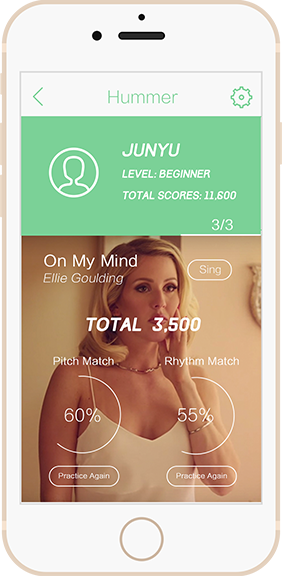 Hummer
JUNYU
LEVEL: BEGINNER
TOTAL SCORES: 11,600
3/3
On My Mind
Sing
Ellie Goulding
TOTAL 3,500
Pitch Match
Rhythm Match
60%
55%
Practice Again
Practice Again